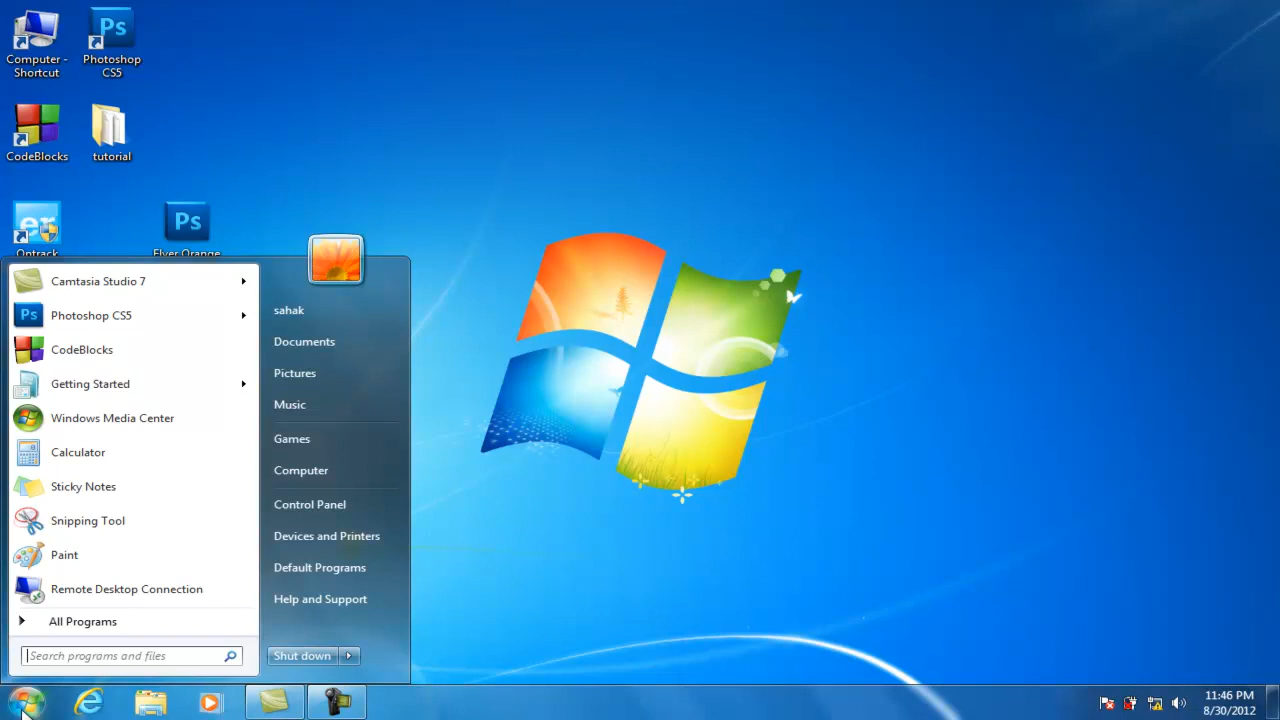 Computer -
Shortcut
Ps
Photoshop
CS5
CodeBlocks
tutorial
er
Ontrack
Ps
Flyer Orange
Camtasia Studio 7
Ps
Photoshop CS5
CodeBlocks
Getting Started
Windows Media Center
Calculator
Sticky Notes
Snipping Tool
Paint
Remote Desktop Connection
All Programs
Search programs and files
sahak
Documents
Pictures
Music
Games
Computer
Control Panel
Devices and Printers
Default Programs
Help and Support
Shut down
11:46 PM
8/30/2012